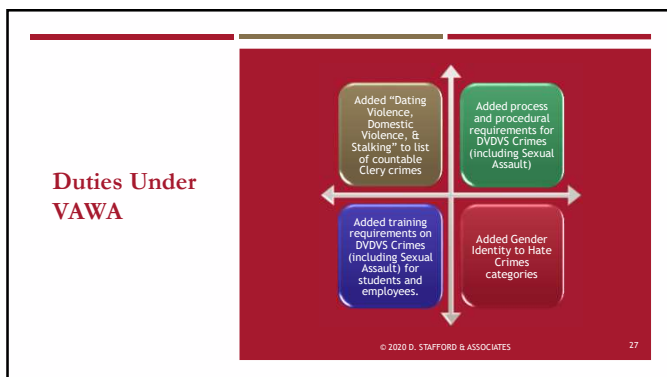 Duties Under
VAWA
Added “Dating
Violence,
Domestic
Violence, &
Stalking” to list
of countable
Clery crimes
Added process
and procedural
requirements for
DVDVS Crimes
(including Sexual
Assault)
Added training
requirements on
DVDVS Crimes
(including Sexual
Assault) for
students and
employees.
Added Gender
Identity to Hate
Crimes
categories
© 2020 D. STAFFORD & ASSOCIATES
27